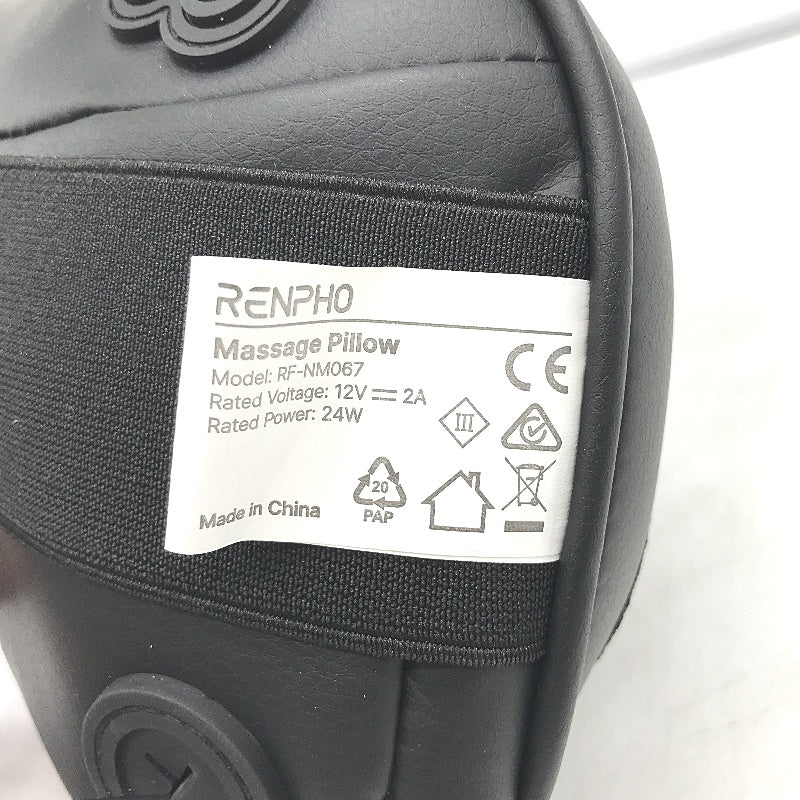 RENPHO
Massage Pillow
Model: RF-NM067
Rated Voltage: 12V ⎓ 2A
Rated Power: 24W
CE
III
20
PAP
Made in China